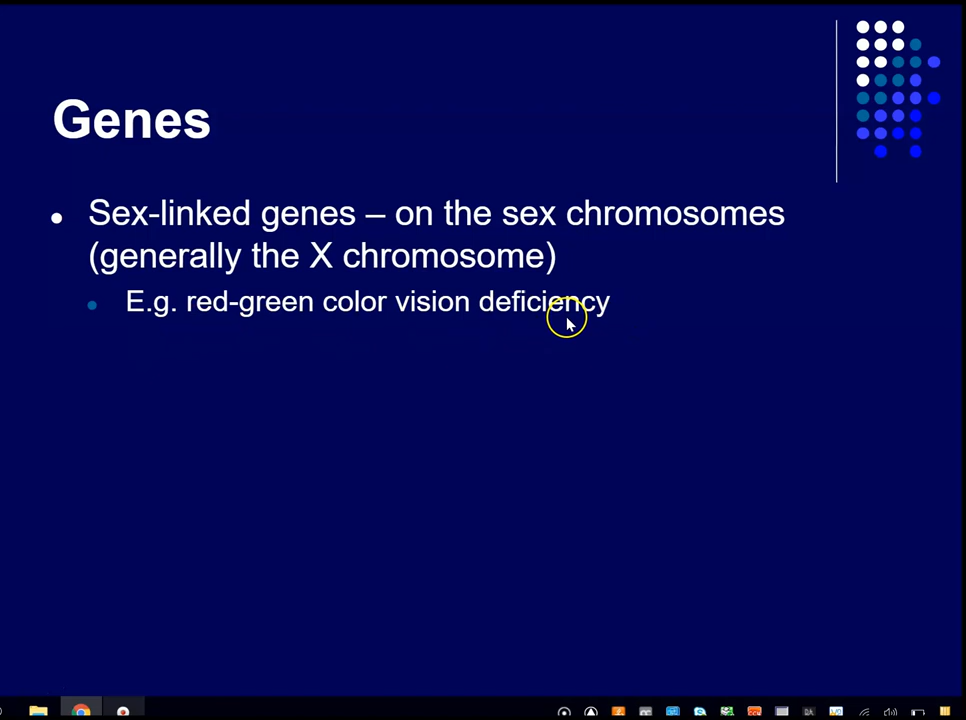 Genes
Sex-linked genes – on the sex chromosomes
(generally the X chromosome)
E.g. red-green color vision deficiency